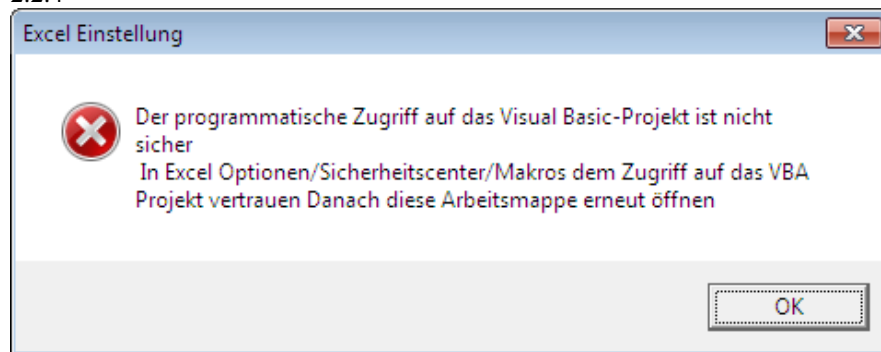 Excel Einstellung
Der programmatische Zugriff auf das Visual Basic-Projekt ist nicht
sicher
In Excel Optionen/Sicherheitscenter/Makros dem Zugriff auf das VBA
Projekt vertrauen Danach diese Arbeitsmappe erneut öffnen
OK